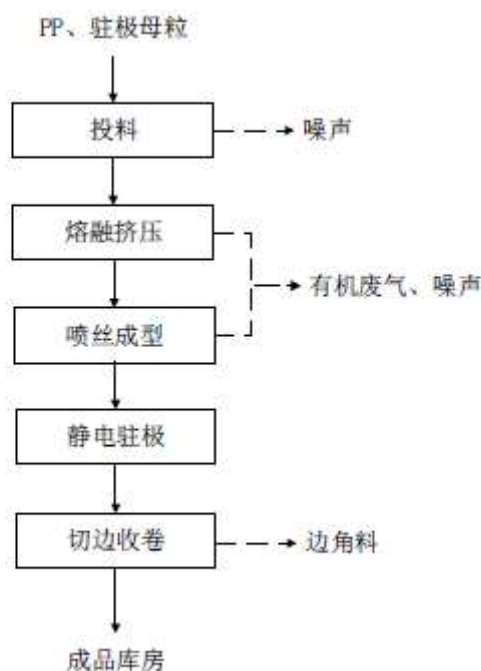 PP、驻极母粒
投料
噪声
熔融挤压
有机废气、噪声
喷丝成型
静电驻极
切边收卷
边角料
成品库房